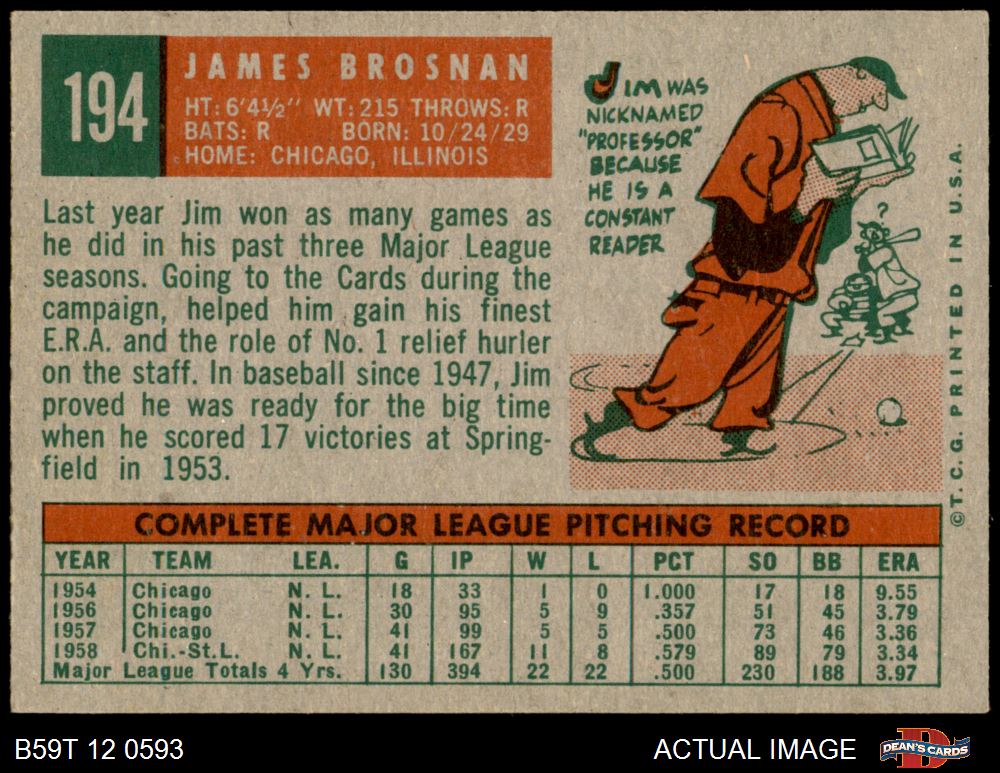 194
JAMES BROSNAN
HT: 6'4½" WT: 215 THROWS: R
BATS: R BORN: 10/24/29
HOME: CHICAGO, ILLINOIS
Last year Jim won as many games as
he did in his past three Major League
seasons. Going to the Cards during the
campaign, helped him gain his finest
E.R.A. and the role of No. 1 relief hurler
on the staff. In baseball since 1947, Jim
proved he was ready for the big time
when he scored 17 victories at Spring-
field in 1953.
JIM WAS
NICKNAMED
"PROFESSOR"
BECAUSE
HE IS A
CONSTANT
READER
?
©T.C.G. PRINTED IN U.S.A.
COMPLETE MAJOR LEAGUE PITCHING RECORD
YEAR TEAM LEA. G IP W L PCT SO BB ERA
1954 Chicago N. L. 18 33 1 0 1.000 17 18 9.55
1956 Chicago N. L. 30 95 5 9 .357 51 45 3.79
1957 Chicago N. L. 41 99 5 5 .500 73 46 3.36
1958 Chi.-St.L. N. L. 41 167 11 8 .579 89 79 3.34
Major League Totals 4 Yrs. 130 394 22 22 .500 230 188 3.97
B59T 12 0593
ACTUAL IMAGE
DEAN'S CARDS